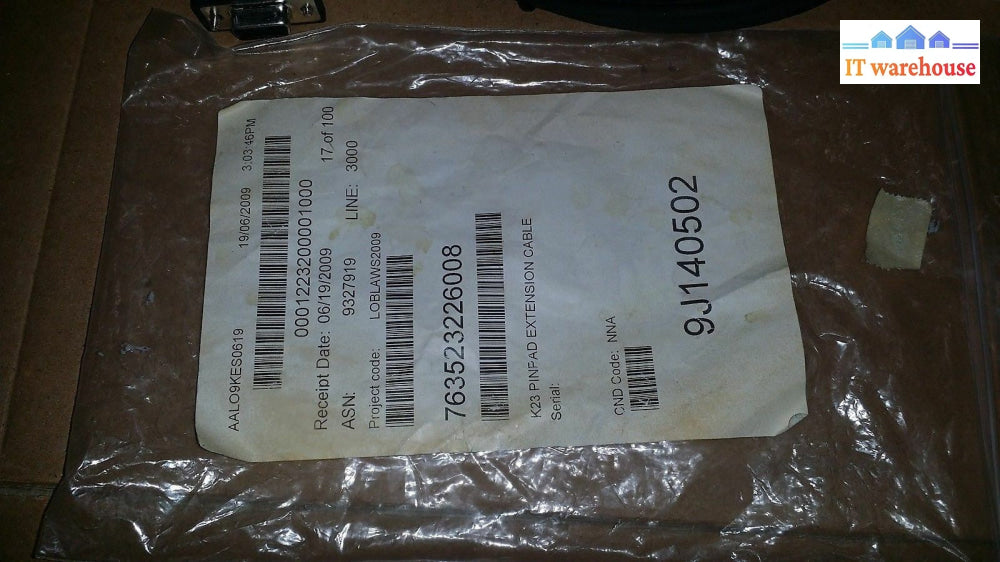 IT warehouse
AALO9KES0619 19/06/2009 3:03:46PM
0001223200001000
Receipt Date: 06/19/2009 17 of 100
ASN: 9327919 LINE: 3000
Project code: LOBLAWS2009
763523226008
K23 PINPAD EXTENSION CABLE
Serial:
CND Code: NNA
9J140502